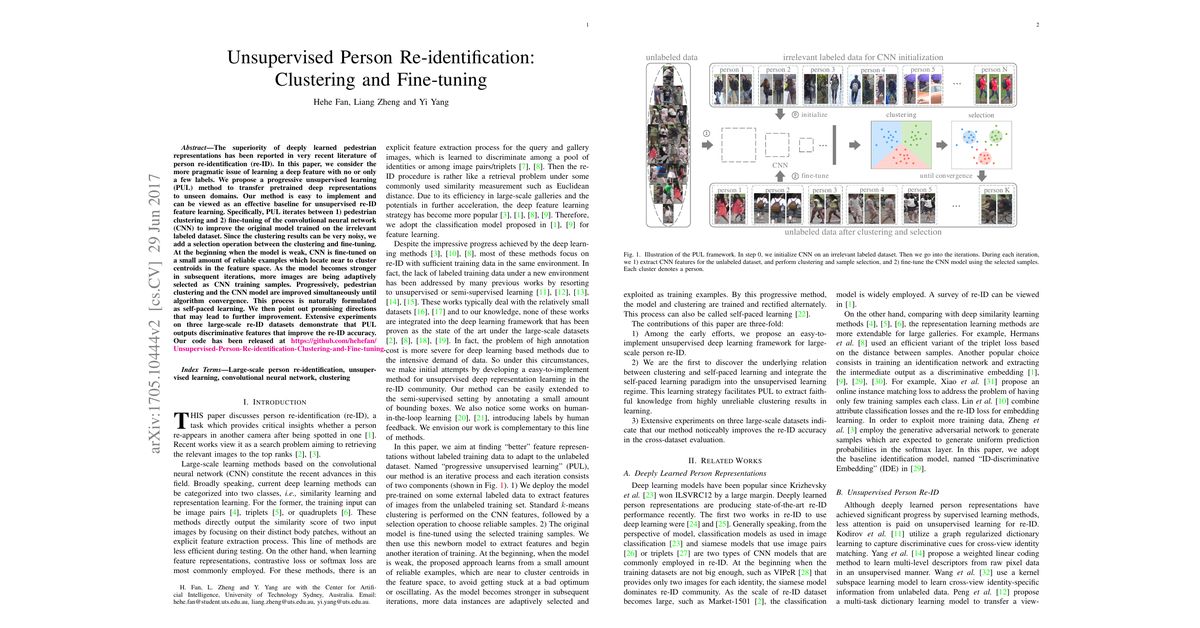 1
Unsupervised Person Re-identification:
Clustering and Fine-tuning
Hehe Fan, Liang Zheng and Yi Yang
arXiv:1705.10444v2 [cs.CV] 29 Jun 2017
Abstract—The superiority of deeply learned pedestrian
representations has been reported in very recent literature of
person re-identification (re-ID). In this paper, we consider the
more pragmatic issue of learning a deep feature with no or only
a few labels. We propose a progressive unsupervised learning
(PUL) method to transfer pretrained deep representations
to unseen domains. Our method is easy to implement and
can be viewed as an effective baseline for unsupervised re-ID
feature learning. Specifically, PUL iterates between 1) pedestrian
clustering and 2) fine-tuning of the convolutional neural network
(CNN) to improve the original model trained on the irrelevant
labeled dataset. Since the clustering results can be very noisy, we
add a selection operation between the clustering and fine-tuning.
At the beginning when the model is weak, CNN is fine-tuned on
a small amount of reliable examples which locate near to cluster
centroids in the feature space. As the model becomes stronger
in subsequent iterations, more images are being adaptively
selected as CNN training samples. Progressively, pedestrian
clustering and the CNN model are improved simultaneously until
algorithm convergence. This process is naturally formulated
as self-paced learning. We then point out promising directions
that may lead to further improvement. Extensive experiments
on three large-scale re-ID datasets demonstrate that PUL
outputs discriminative features that improve the re-ID accuracy.
Our code has been released at https://github.com/hehefan/
Unsupervised-Person-Re-identification-Clustering-and-Fine-tuning.
Index Terms—Large-scale person re-identification, unsuper-
vised learning, convolutional neural network, clustering
I. INTRODUCTION
THIS paper discusses person re-identification (re-ID), a
task which provides critical insights whether a person
re-appears in another camera after being spotted in one [1].
Recent works view it as a search problem aiming to retrieving
the relevant images to the top ranks [2], [3].
Large-scale learning methods based on the convolutional
neural network (CNN) constitute the recent advances in this
field. Broadly speaking, current deep learning methods can
be categorized into two classes, i.e., similarity learning and
representation learning. For the former, the training input can
be image pairs [4], triplets [5], or quadruplets [6]. These
methods directly output the similarity score of two input
images by focusing on their distinct body patches, without an
explicit feature extraction process. This line of methods are
less efficient during testing. On the other hand, when learning
feature representations, contrastive loss or softmax loss are
most commonly employed. For these methods, there is an
H. Fan, L. Zheng and Y. Yang are with the Center for Artifi-
cial Intelligence, University of Technology Sydney, Australia. Email:
hehe.fan@student.uts.edu.au, liang.zheng@uts.edu.au, yi.yang@uts.edu.au.
explicit feature extraction process for the query and gallery
images, which is learned to discriminate among a pool of
identities or among image pairs/triplets [7], [8]. Then the re-
ID procedure is rather like a retrieval problem under some
commonly used similarity measurement such as Euclidean
distance. Due to its efficiency in large-scale galleries and the
potentials in further acceleration, the deep feature learning
strategy has become more popular [3], [1], [8], [9]. Therefore,
we adopt the classification model proposed in [1], [9] for
feature learning.
Despite the impressive progress achieved by the deep learn-
ing methods [3], [10], [8], most of these methods focus on
re-ID with sufficient training data in the same environment. In
fact, the lack of labeled training data under a new environment
has been addressed by many previous works by resorting
to unsupervised or semi-supervised learning [11], [12], [13],
[14], [15]. These works typically deal with the relatively small
datasets [16], [17] and to our knowledge, none of these works
are integrated into the deep learning framework that has been
proven as the state of the art under the large-scale datasets
[2], [8], [18], [19]. In fact, the problem of high annotation
cost is more severe for deep learning based methods due to
the intensive demand of data. So under this circumstances,
we make initial attempts by developing a easy-to-implement
method for unsupervised deep representation learning in the
re-ID community. Our method can be easily extended to
the semi-supervised setting by annotating a small amount
of bounding boxes. We also notice some works on human-
in-the-loop learning [20], [21], introducing labels by human
feedback. We envision our work is complementary to this line
of methods.
In this paper, we aim at finding “better” feature represen-
tations without labeled training data to adapt to the unlabeled
dataset. Named “progressive unsupervised learning” (PUL),
our method is an iterative process and each iteration consists
of two components (shown in Fig. 1). 1) We deploy the model
pre-trained on some external labeled data to extract features
of images from the unlabeled training set. Standard k-means
clustering is performed on the CNN features, followed by a
selection operation to choose reliable samples. 2) The original
model is fine-tuned using the selected training samples. We
then use this newborn model to extract features and begin
another iteration of training. At the beginning, when the model
is weak, the proposed approach learns from a small amount
of reliable examples, which are near to cluster centroids in
the feature space, to avoid getting stuck at a bad optimum
or oscillating. As the model becomes stronger in subsequent
iterations, more data instances are adaptively selected and
2
unlabeled data
irrelevant labeled data for CNN initialization
person 1 person 2 person 3 person 4 person 5 ... person N
0 initialize
clustering
selection
1
CNN
2 fine-tune
until convergence
person 1 person 2 person 3 person 4 person 5 ... person K
unlabeled data after clustering and selection
Fig. 1. Illustration of the PUL framework. In step 0, we initialize CNN on an irrelevant labeled dataset. Then we go into the iterations. During each iteration,
we 1) extract CNN features for the unlabeled dataset, and perform clustering and sample selection, and 2) fine-tune the CNN model using the selected samples.
Each cluster denotes a person.
exploited as training examples. By this progressive method,
the model and clustering are trained and rectified alternately.
This process can also be called self-paced learning [22].
The contributions of this paper are three-fold:
1) Among the early efforts, we propose an easy-to-
implement unsupervised deep learning framework for large-
scale person re-ID.
2) We are the first to discover the underlying relation
between clustering and self-paced learning and integrate the
self-paced learning paradigm into the unsupervised learning
regime. This learning strategy facilitates PUL to extract faith-
ful knowledge from highly unreliable clustering results in
learning.
3) Extensive experiments on three large-scale datasets indi-
cate that our method noticeably improves the re-ID accuracy
in the cross-dataset evaluation.
II. RELATED WORKS
A. Deeply Learned Person Representations
Deep learning models have been popular since Krizhevsky
et al. [23] won ILSVRC12 by a large margin. Deeply learned
person representations are producing state-of-the-art re-ID
performance recently. The first two works in re-ID to use
deep learning were [24] and [25]. Generally speaking, from the
perspective of model, classification models as used in image
classification [23] and siamese models that use image pairs
[26] or triplets [27] are two types of CNN models that are
commonly employed in re-ID. At the beginning when the
training datasets are not big enough, such as VIPeR [28] that
provides only two images for each identity, the siamese model
dominates re-ID community. As the scale of re-ID dataset
becomes large, such as Market-1501 [2], the classification
model is widely employed. A survey of re-ID can be viewed
in [1].
On the other hand, comparing with deep similarity learning
methods [4], [5], [6], the representation learning methods are
more extendable for large galleries. For example, Hermans
et al. [8] used an efficient variant of the triplet loss based
on the distance between samples. Another popular choice
consists in training an identification network and extracting
the intermediate output as a discriminative embedding [1],
[9], [29], [30]. For example, Xiao et al. [31] propose an
online instance matching loss to address the problem of having
only few training samples each class. Lin et al. [10] combine
attribute classification losses and the re-ID loss for embedding
learning. In order to exploit more training data, Zheng et
al. [3] employ the generative adversarial network to generate
samples which are expected to generate uniform prediction
probabilities in the softmax layer. In this paper, we adopt
the baseline identification model, named “ID-discriminative
Embedding” (IDE) in [29].
B. Unsupervised Person Re-ID
Although deeply learned person representations have
achieved significant progress by supervised learning methods,
less attention is paid on unsupervised learning for re-ID.
Kodirov et al. [11] utilize a graph regularized dictionary
learning to capture discriminative cues for cross-view identity
matching. Yang et al. [14] propose a weighted linear coding
method to learn multi-level descriptors from raw pixel data
in an unsupervised manner. Wang et al. [32] use a kernel
subspace learning model to learn cross-view identity-specific
information from unlabeled data. Peng et al. [12] propose
a multi-task dictionary learning model to transfer a view-